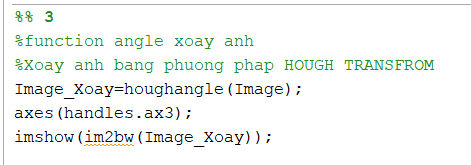 %% 3
%function angle xoay anh
%Xoay anh bang phuong phap HOUGH TRANSFROM
Image_Xoay=houghangle(Image);
axes(handles.ax3);
imshow(im2bw(Image_Xoay));